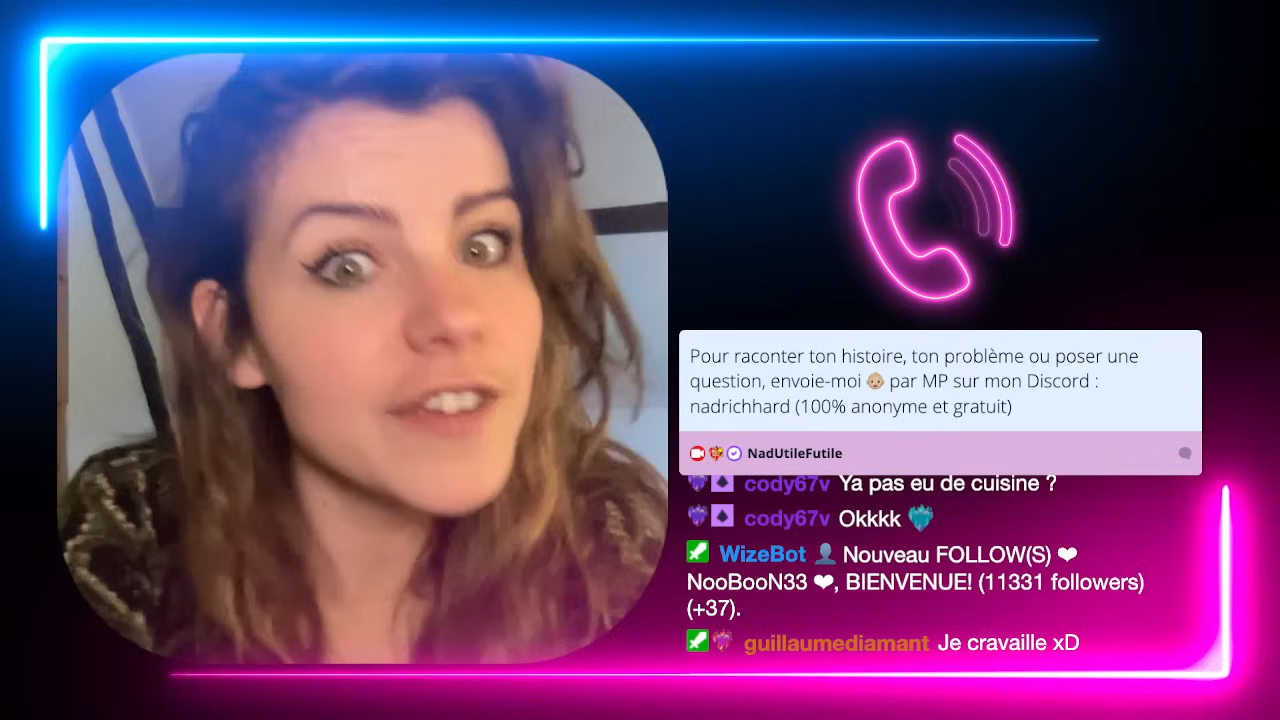 Pour raconter ton histoire, ton problème ou poser une
question, envoie-moi 👶🏼 par MP sur mon Discord :
nadrichhard (100% anonyme et gratuit)
NadUtileFutile
cody67v Ya pas eu de cuisine ?
cody67v Okkkk
WizeBot 👤 Nouveau FOLLOW(S) ❤
NooBooN33 ❤, BIENVENUE! (11331 followers)
(+37).
guillaumediamant Je cravaille xD